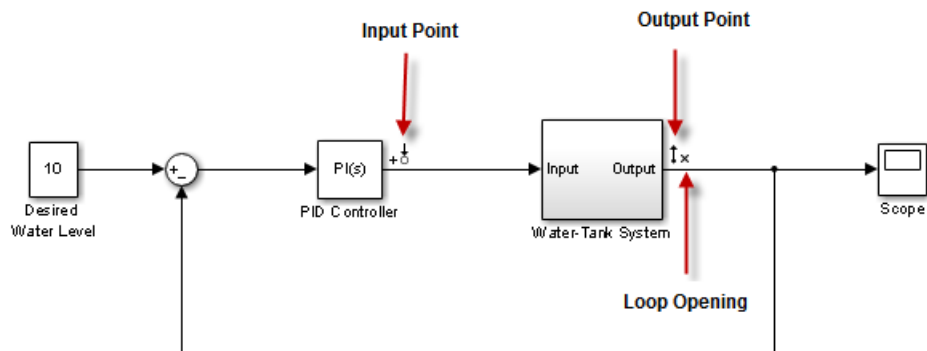 Output Point
Input Point
10
+
-
PI(s)
+
Input
Output
x
Desired
Water Level
PID Controller
Water-Tank System
Scope
Loop Opening